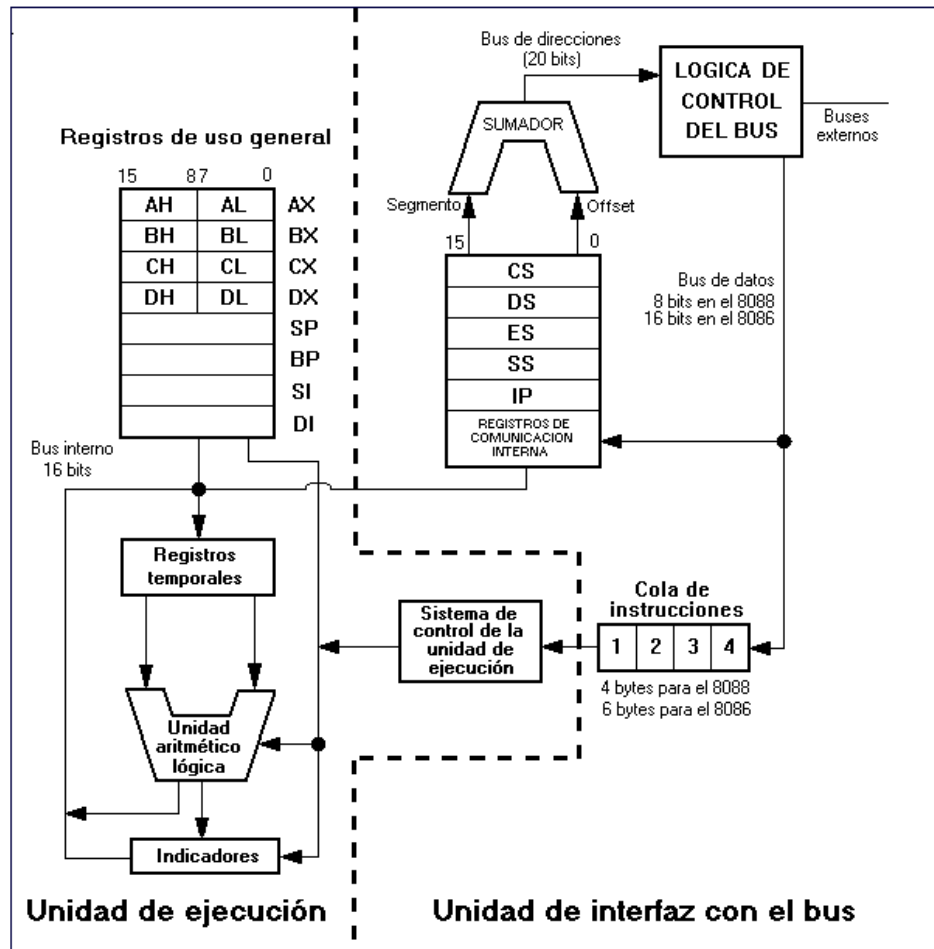 Bus de direcciones
(20 bits)
LOGICA DE
CONTROL
DEL BUS
Buses
externos
SUMADOR
Segmento
Offset
Registros de uso general
15 8 7 0
AH AL AX
BH BL BX
CH CL CX
DH DL DX
SP
BP
SI
DI
15 0
CS
DS
ES
SS
IP
REGISTROS DE
COMUNICACION
INTERNA
Bus de datos
8 bits en el 8088
16 bits en el 8086
Bus interno
16 bits
Registros
temporales
Sistema de
control de la
unidad de
ejecución
Cola de
instrucciones
1 2 3 4
4 bytes para el 8088
6 bytes para el 8086
Unidad
aritmético
lógica
Indicadores
Unidad de ejecución
Unidad de interfaz con el bus